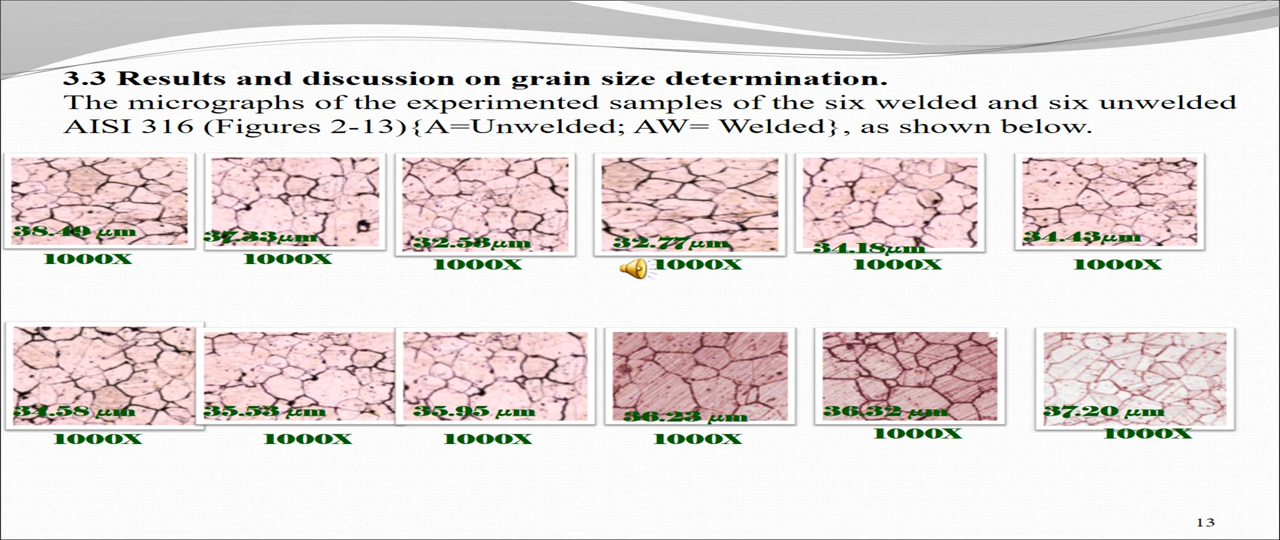 3.3 Results and discussion on grain size determination.
The micrographs of the experimented samples of the six welded and six unwelded
AISI 316 (Figures 2-13){A=Unwelded; AW= Welded}, as shown below.
38.49 μm
37.33μm
32.58μm
32.77μm
34.18μm
34.43μm
1000X
1000X
1000X
1000X
1000X
1000X
34.58 μm
35.53 μm
35.95 μm
36.23 μm
36.32 μm
37.20 μm
1000X
1000X
1000X
1000X
1000X
1000X
13